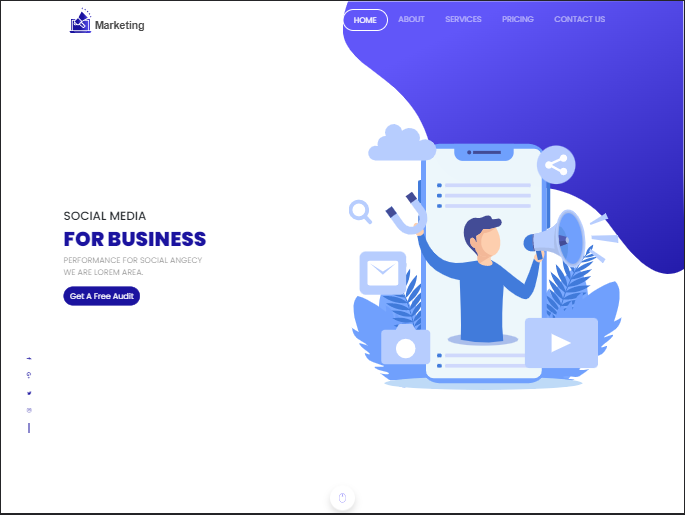 Marketing
HOME
ABOUT
SERVICES
PRICING
CONTACT US
SOCIAL MEDIA
FOR BUSINESS
PERFORMANCE FOR SOCIAL ANGECY
WE ARE LOREM AREA.
Get A Free Audit